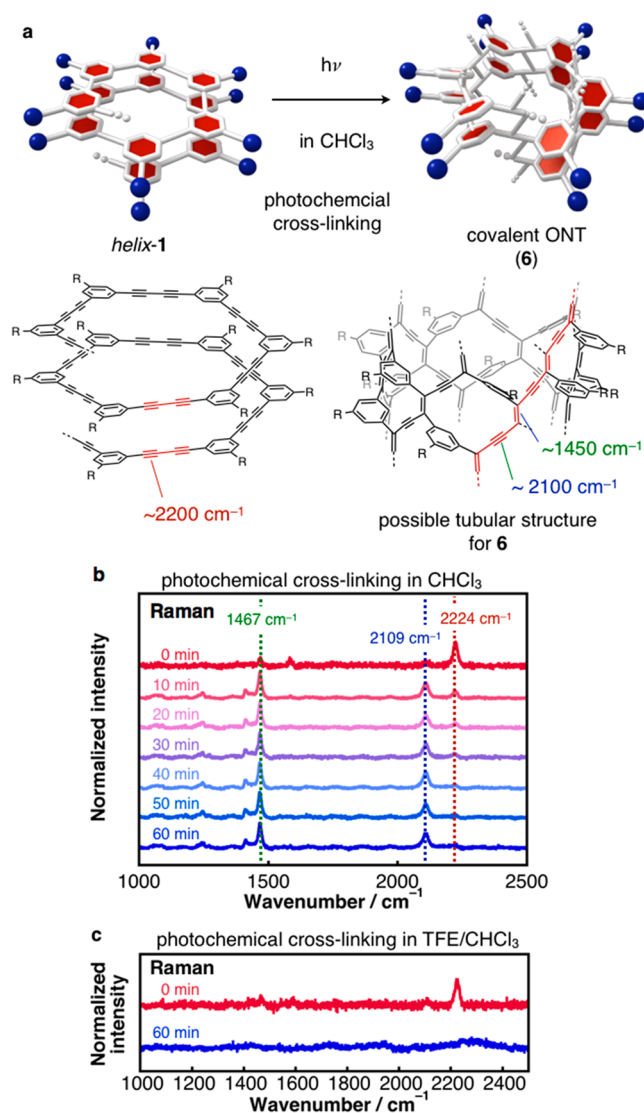 a
hν
in CHCl3
photochemcial
cross-linking
helix-1
covalent ONT
(6)
R
R
R
R
R
R
R
R
R
R
R
~2200 cm−1
R
R
R
R
R
R
~1450 cm−1
~ 2100 cm−1
possible tubular structure
for 6
b
photochemical cross-linking in CHCl3
Raman
1467 cm−1
2109 cm−1
2224 cm−1
0 min
10 min
20 min
30 min
40 min
50 min
60 min
Normalized intensity
1000 1500 2000 2500
Wavenumber / cm−1
c
photochemical cross-linking in TFE/CHCl3
Raman
0 min
60 min
Normalized
intensity
1000 1200 1400 1600 1800 2000 2200 2400
Wavenumber / cm−1